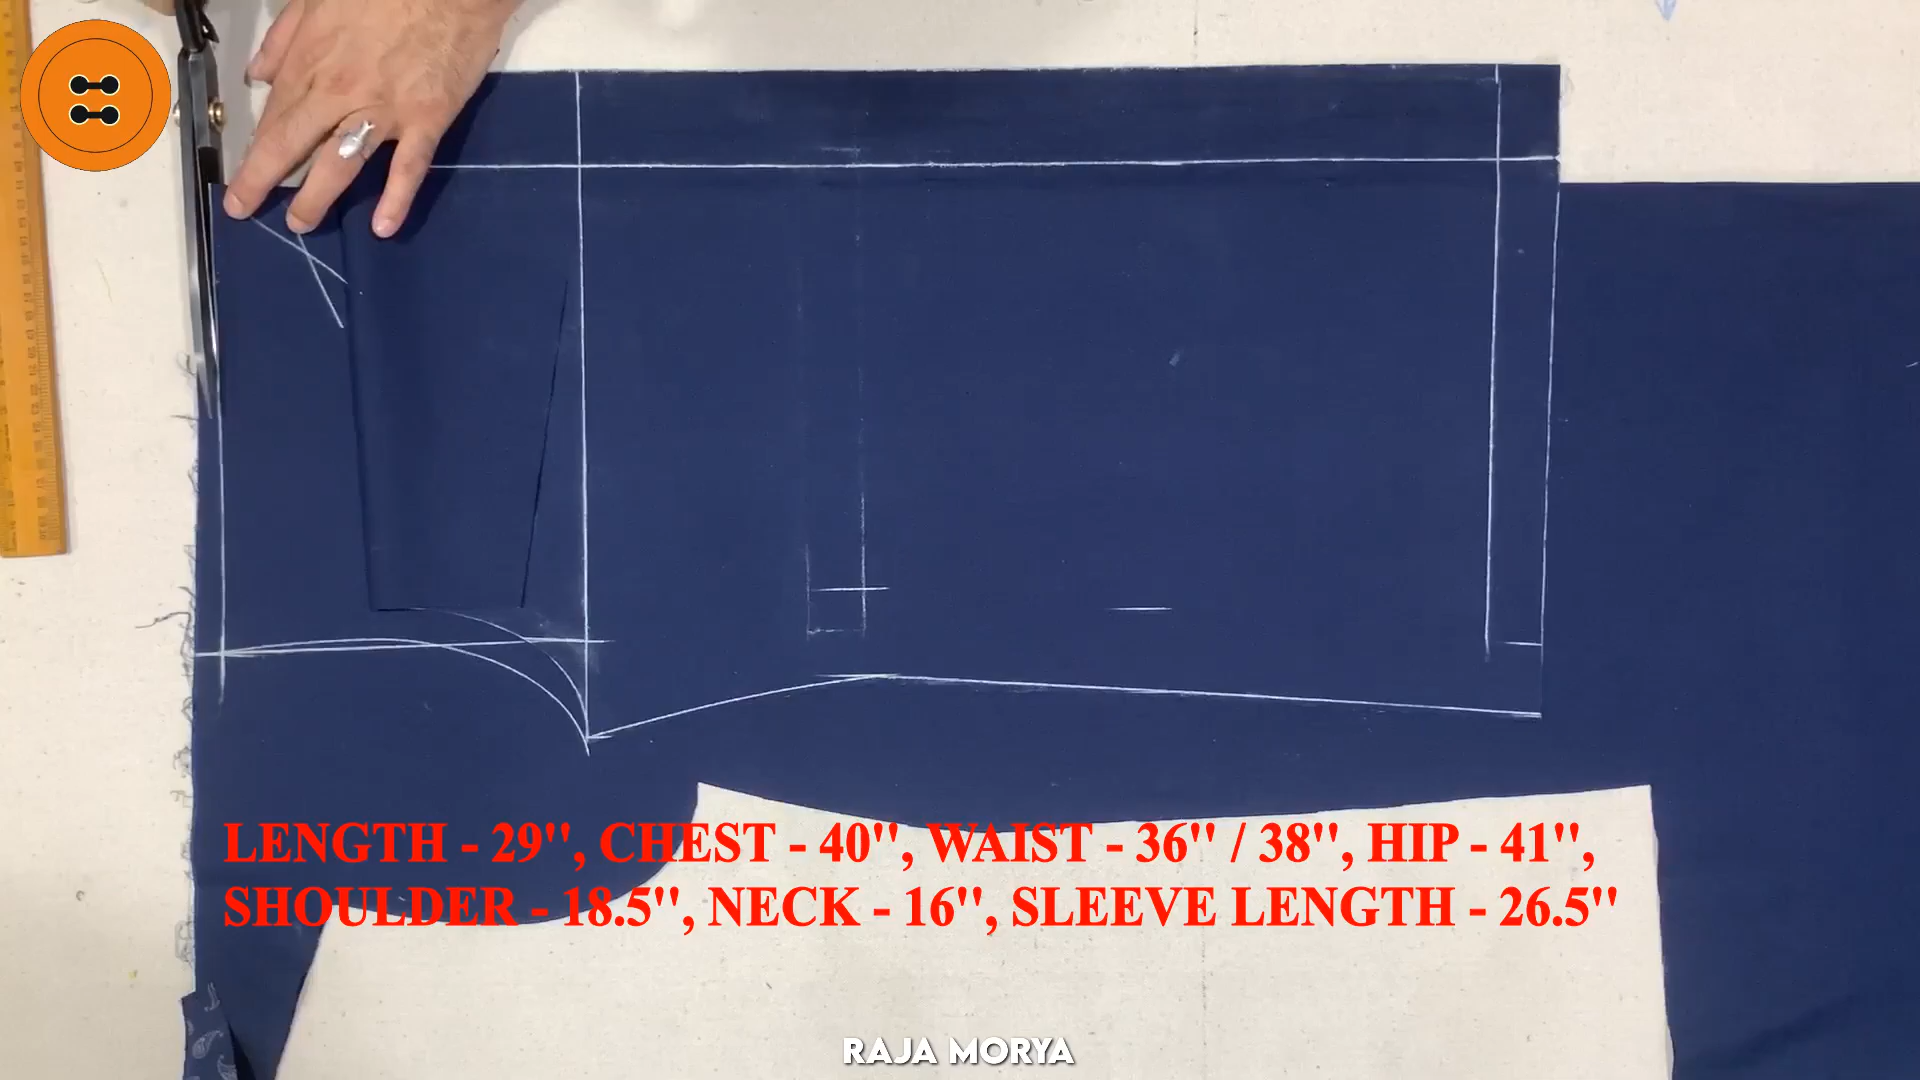 LENGTH - 29'', CHEST - 40'', WAIST - 36'' / 38'', HIP - 41'',
SHOULDER - 18.5'', NECK - 16'', SLEEVE LENGTH - 26.5''
RAJA MORYA